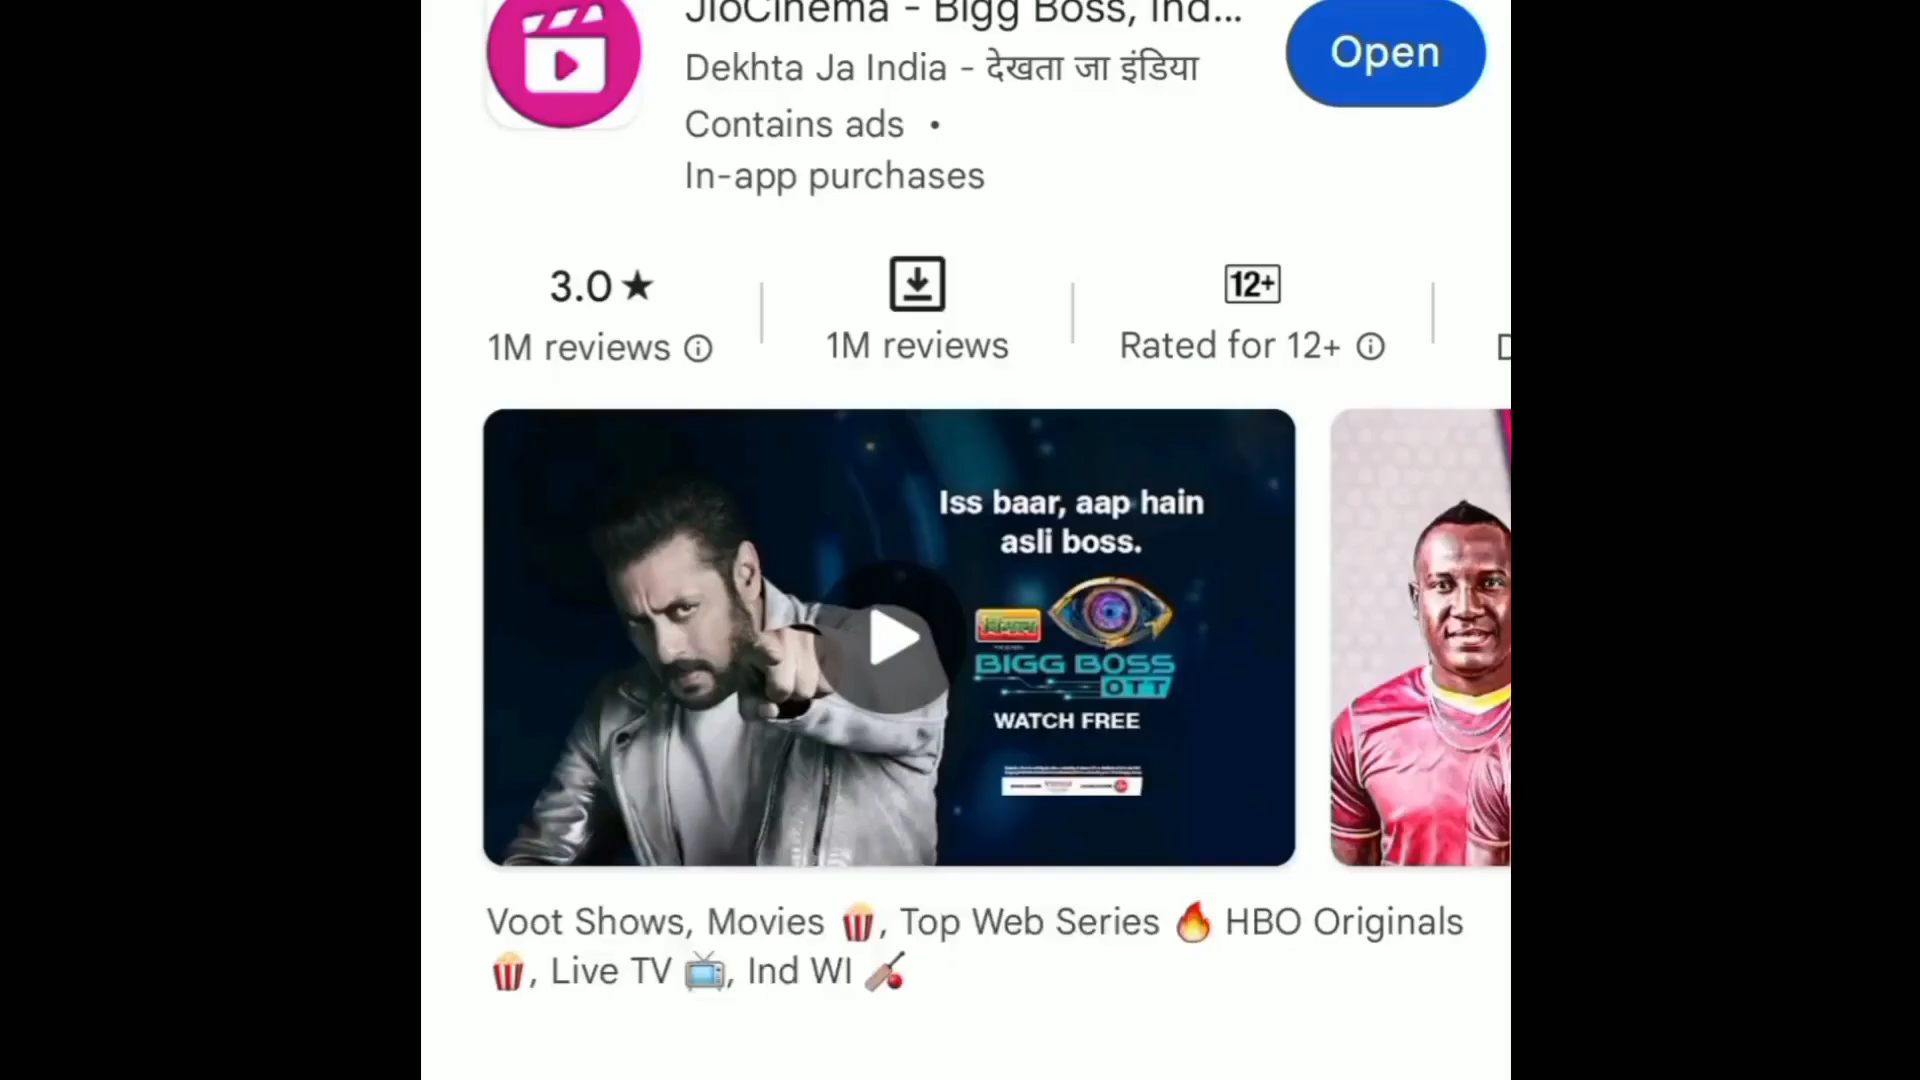 JioCinema - Bigg Boss, Ind...
Dekhta Ja India - देखता जा इंडिया
Contains ads •
In-app purchases
Open
3.0★
1M reviews
1M reviews
12+
Rated for 12+
Iss baar, aap hain
asli boss.
BIGG BOSS
OTT
WATCH FREE
Voot Shows, Movies 🍿, Top Web Series 🔥 HBO Originals
🍿, Live TV 📺, Ind WI 🏏